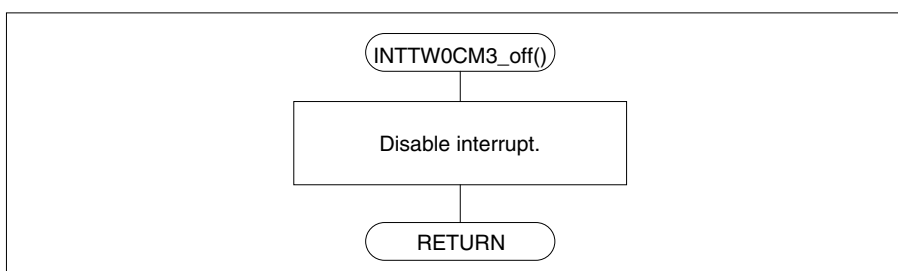 INTTW0CM3_off()
Disable interrupt.
RETURN